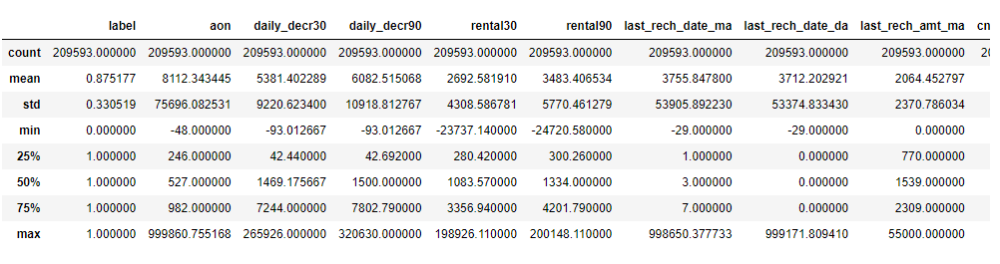 label aon daily_decr30 daily_decr90 rental30 rental90 last_rech_date_ma last_rech_date_da last_rech_amt_ma cn
count 209593.000000 209593.000000 209593.000000 209593.000000 209593.000000 209593.000000 209593.000000 209593.000000 209593.000000 20
mean 0.875177 8112.343445 5381.402289 6082.515068 2692.581910 3483.406534 3755.847800 3712.202921 2064.452797
std 0.330519 75696.082531 9220.623400 10918.812767 4308.586781 5770.461279 53905.892230 53374.833430 2370.786034
min 0.000000 -48.000000 -93.012667 -93.012667 -23737.140000 -24720.580000 -29.000000 -29.000000 0.000000
25% 1.000000 246.000000 42.440000 42.692000 280.420000 300.260000 1.000000 0.000000 770.000000
50% 1.000000 527.000000 1469.175667 1500.000000 1083.570000 1334.000000 3.000000 0.000000 1539.000000
75% 1.000000 982.000000 7244.000000 7802.790000 3356.940000 4201.790000 7.000000 0.000000 2309.000000
max 1.000000 999860.755168 265926.000000 320630.000000 198926.110000 200148.110000 998650.377733 999171.809410 55000.000000